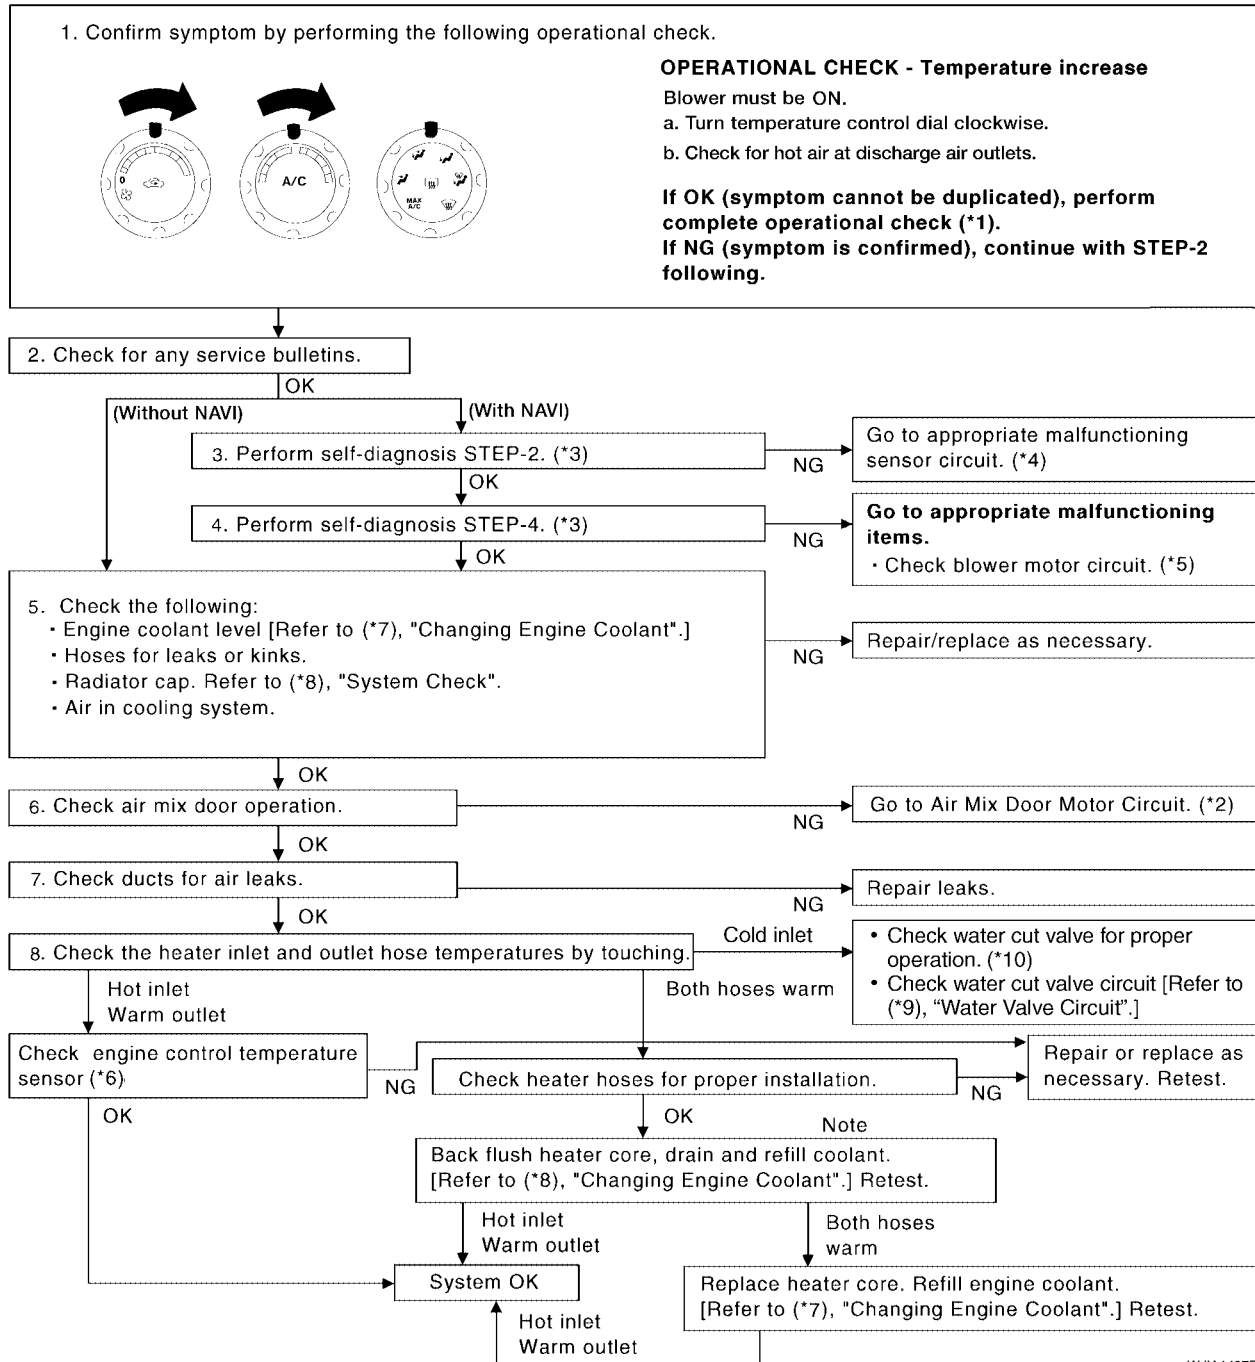 1. Confirm symptom by performing the following operational check.
OPERATIONAL CHECK - Temperature increase
Blower must be ON.
a. Turn temperature control dial clockwise.
b. Check for hot air at discharge air outlets.
If OK (symptom cannot be duplicated), perform
complete operational check (*1).
If NG (symptom is confirmed), continue with STEP-2
following.
0
A/C
MAX
A/C
2. Check for any service bulletins.
OK
(Without NAVI)
(With NAVI)
3. Perform self-diagnosis STEP-2. (*3)
NG
Go to appropriate malfunctioning
sensor circuit. (*4)
OK
4. Perform self-diagnosis STEP-4. (*3)
NG
Go to appropriate malfunctioning
items.
· Check blower motor circuit. (*5)
OK
5. Check the following:
· Engine coolant level [Refer to (*7), "Changing Engine Coolant".]
· Hoses for leaks or kinks.
· Radiator cap. Refer to (*8), "System Check".
· Air in cooling system.
NG
Repair/replace as necessary.
OK
6. Check air mix door operation.
NG
Go to Air Mix Door Motor Circuit. (*2)
OK
7. Check ducts for air leaks.
NG
Repair leaks.
OK
8. Check the heater inlet and outlet hose temperatures by touching.
Cold inlet
• Check water cut valve for proper
operation. (*10)
• Check water cut valve circuit [Refer to
(*9), “Water Valve Circuit”.]
Hot inlet
Warm outlet
Both hoses warm
Check engine control temperature
sensor (*6)
NG
Check heater hoses for proper installation.
NG
Repair or replace as
necessary. Retest.
OK
OK
Note
Back flush heater core, drain and refill coolant.
[Refer to (*8), "Changing Engine Coolant".] Retest.
Hot inlet
Warm outlet
Both hoses
warm
System OK
Replace heater core. Refill engine coolant.
[Refer to (*7), "Changing Engine Coolant".] Retest.
Hot inlet
Warm outlet